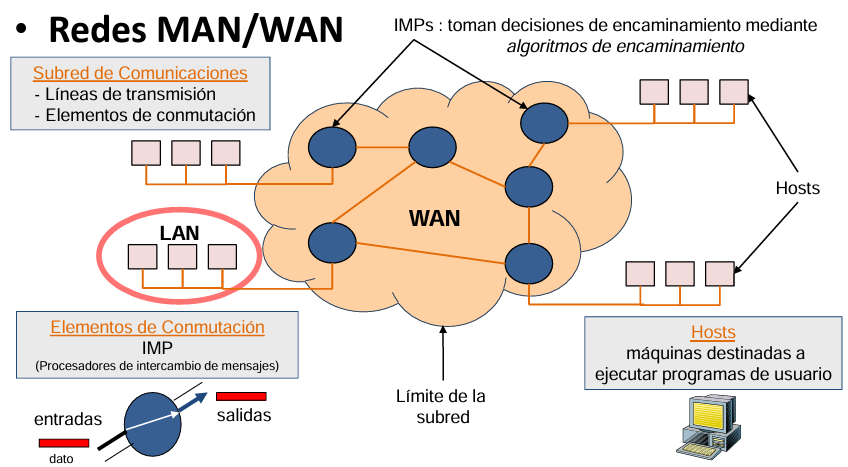 • Redes MAN/WAN
IMPs : toman decisiones de encaminamiento mediante
algoritmos de encaminamiento
Subred de Comunicaciones
- Líneas de transmisión
- Elementos de conmutación
Hosts
LAN
WAN
Elementos de Conmutación
IMP
(Procesadores de intercambio de mensajes)
entradas
dato
salidas
Límite de la
subred
Hosts
máquinas destinadas a
ejecutar programas de usuario